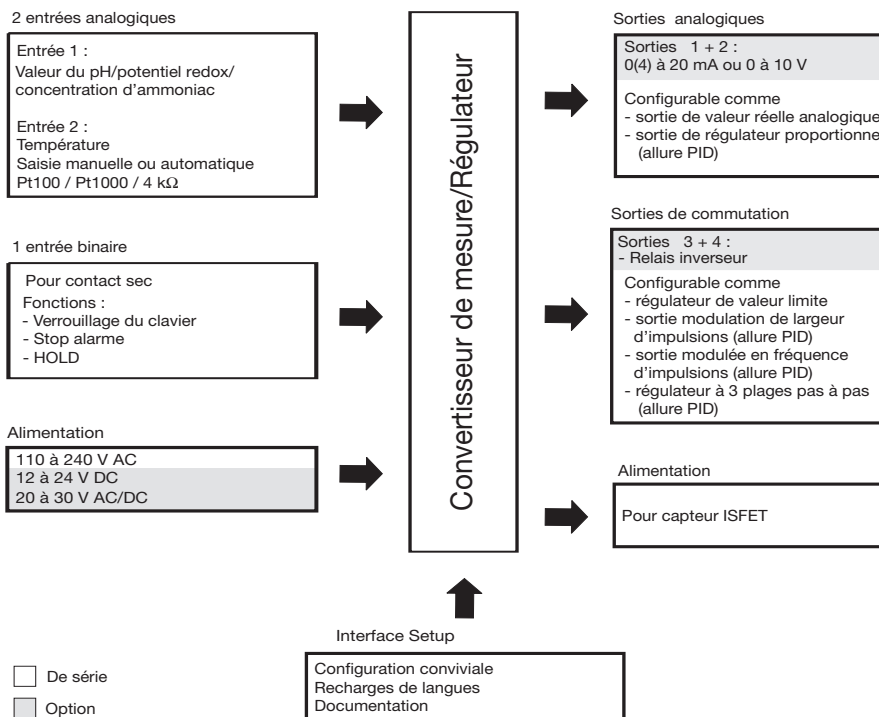 2 entrées analogiques
Entrée 1 :
Valeur du pH/potentiel redox/
concentration d'ammoniac
Entrée 2 :
Température
Saisie manuelle ou automatique
Pt100 / Pt1000 / 4 kΩ
1 entrée binaire
Pour contact sec
Fonctions :
- Verrouillage du clavier
- Stop alarme
- HOLD
Alimentation
110 à 240 V AC
12 à 24 V DC
20 à 30 V AC/DC
Convertisseur de mesure/Régulateur
Sorties analogiques
Sorties 1 + 2 :
0(4) à 20 mA ou 0 à 10 V
Configurable comme
- sortie de valeur réelle analogique
- sortie de régulateur proportionne
(allure PID)
Sorties de commutation
Sorties 3 + 4 :
- Relais inverseur
Configurable comme
- régulateur de valeur limite
- sortie modulation de largeur
d'impulsions (allure PID)
- sortie modulée en fréquence
d'impulsions (allure PID)
- régulateur à 3 plages pas à pas
(allure PID)
Alimentation
Pour capteur ISFET
Interface Setup
Configuration conviviale
Recharges de langues
Documentation
De série
Option